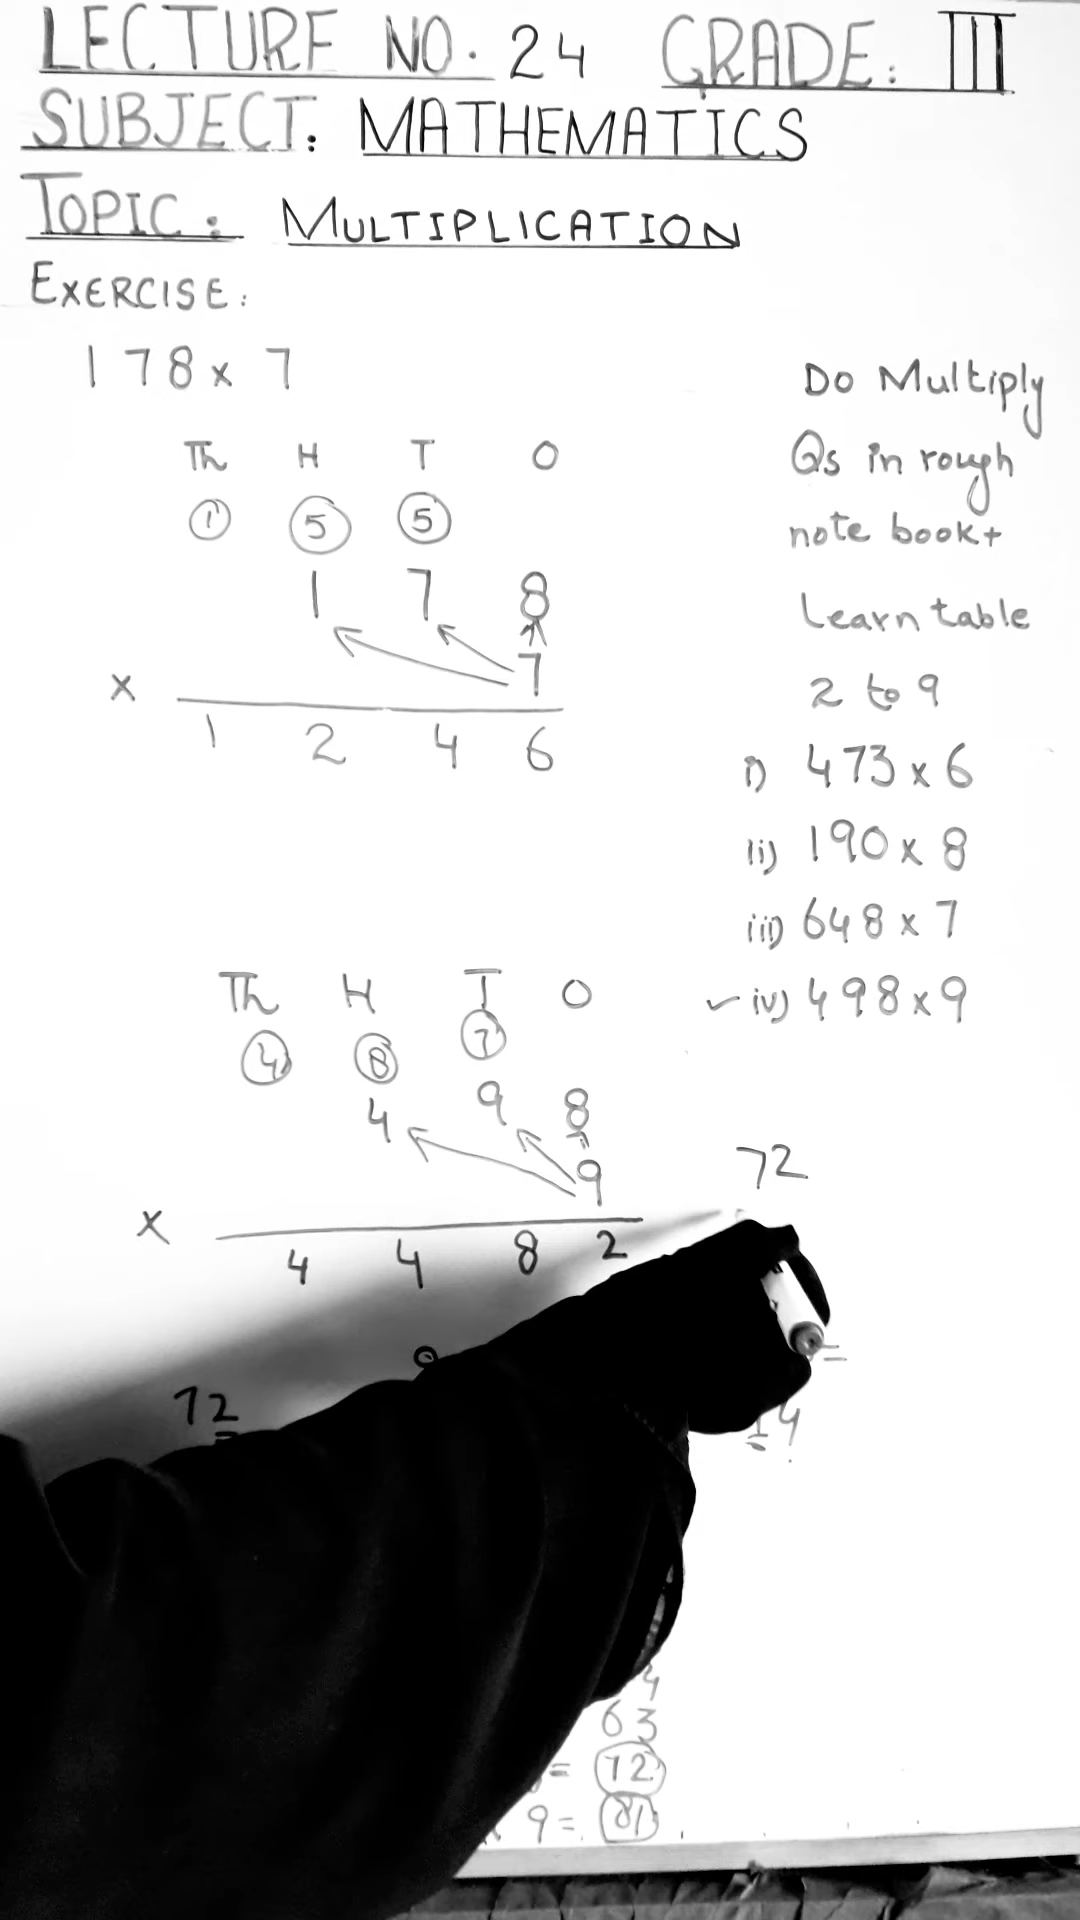 LECTURE NO. 24 GRADE: III
SUBJECT: MATHEMATICS
TOPIC: MULTIPLICATION
EXERCISE:
178 x 7
Th H T O
1 5 5
1 7 8
7
x
1 2 4 6
Do Multiply
Qs in rough
note book+
Learn table
2 to 9
i) 473 x 6
ii) 190 x 8
iii) 648 x 7
iv) 498 x 9
Th H T O
4 8 7
4 9 8
9
x
4 4 8 2
72
72
4
63
= 72
9 = 81